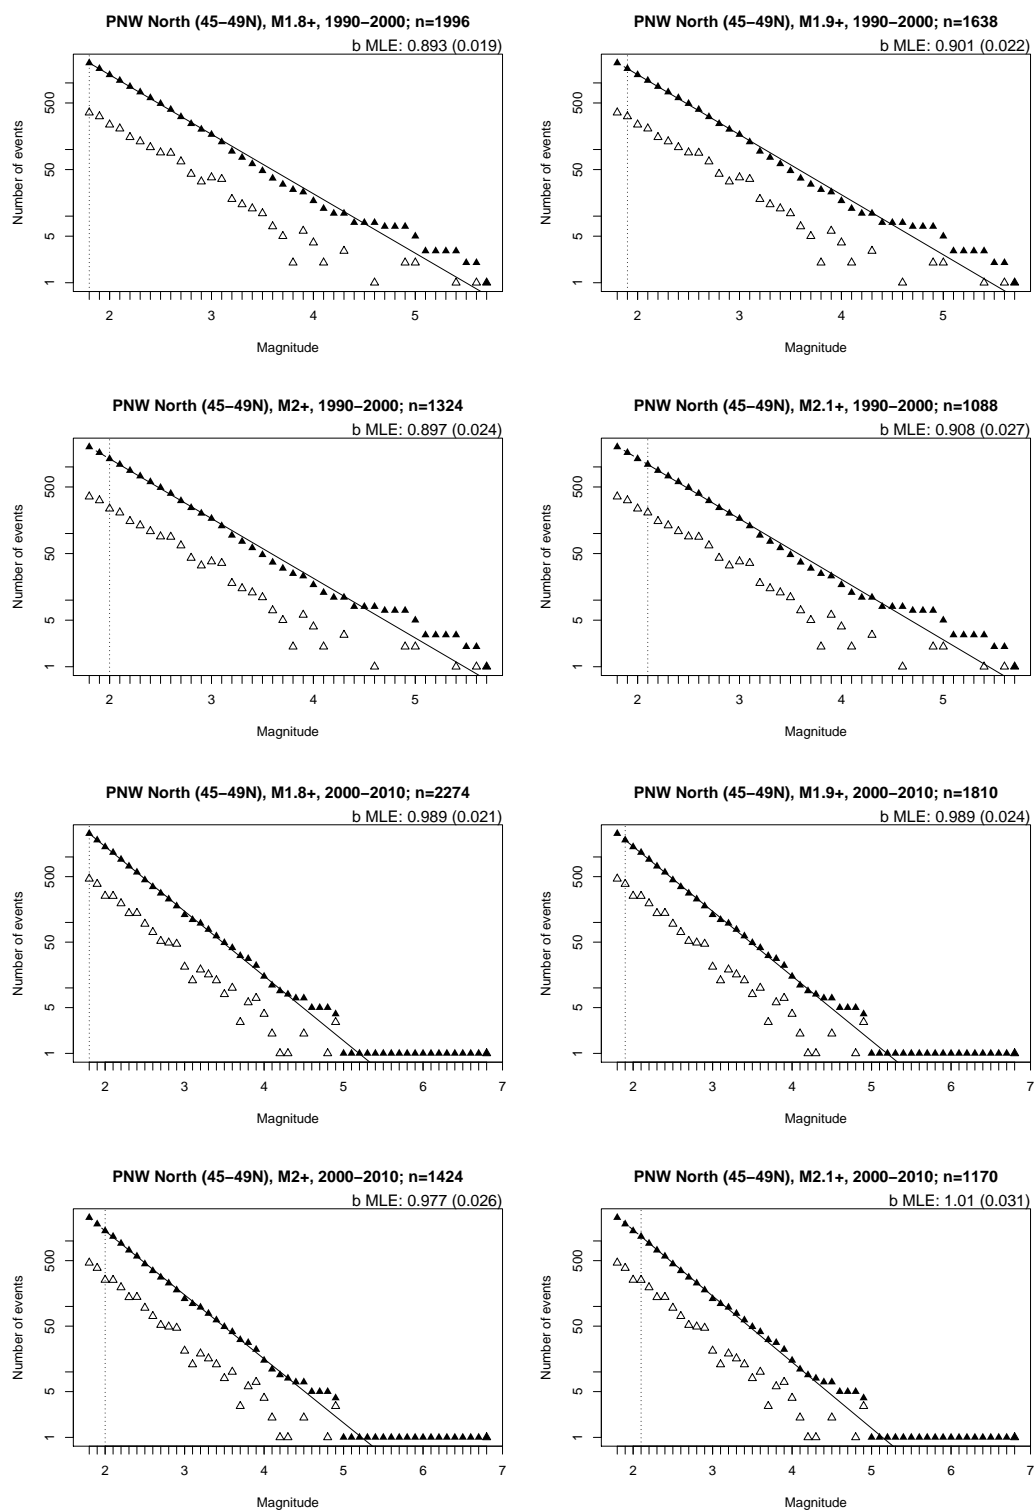 PNW North (45−49N), M1.8+, 1990−2000; n=1996
b MLE: 0.893 (0.019)
Number of events
500
50
5
1
2
3
4
5
Magnitude
PNW North (45−49N), M1.9+, 1990−2000; n=1638
b MLE: 0.901 (0.022)
Number of events
500
50
5
1
2
3
4
5
Magnitude
PNW North (45−49N), M2+, 1990−2000; n=1324
b MLE: 0.897 (0.024)
Number of events
500
50
5
1
2
3
4
5
Magnitude
PNW North (45−49N), M2.1+, 1990−2000; n=1088
b MLE: 0.908 (0.027)
Number of events
500
50
5
1
2
3
4
5
Magnitude
PNW North (45−49N), M1.8+, 2000−2010; n=2274
b MLE: 0.989 (0.021)
Number of events
500
50
5
1
2
3
4
5
6
7
Magnitude
PNW North (45−49N), M1.9+, 2000−2010; n=1810
b MLE: 0.989 (0.024)
Number of events
500
50
5
1
2
3
4
5
6
7
Magnitude
PNW North (45−49N), M2+, 2000−2010; n=1424
b MLE: 0.977 (0.026)
Number of events
500
50
5
1
2
3
4
5
6
7
Magnitude
PNW North (45−49N), M2.1+, 2000−2010; n=1170
b MLE: 1.01 (0.031)
Number of events
500
50
5
1
2
3
4
5
6
7
Magnitude